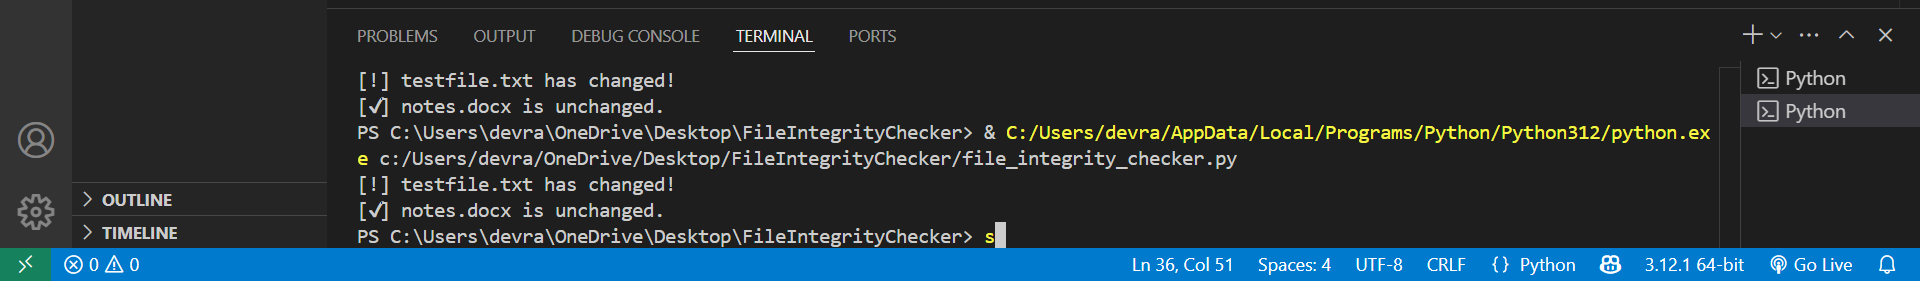 PROBLEMS OUTPUT DEBUG CONSOLE TERMINAL PORTS
[!] testfile.txt has changed!
[✓] notes.docx is unchanged.
PS C:\Users\devra\OneDrive\Desktop\FileIntegrityChecker> & C:/Users/devra/AppData/Local/Programs/Python/Python312/python.ex
e c:/Users/devra/OneDrive/Desktop/FileIntegrityChecker/file_integrity_checker.py
[!] testfile.txt has changed!
[✓] notes.docx is unchanged.
PS C:\Users\devra\OneDrive\Desktop\FileIntegrityChecker> s
Python
Python
OUTLINE
TIMELINE
0 0 Ln 36, Col 51 Spaces: 4 UTF-8 CRLF {} Python 3.12.1 64-bit Go Live